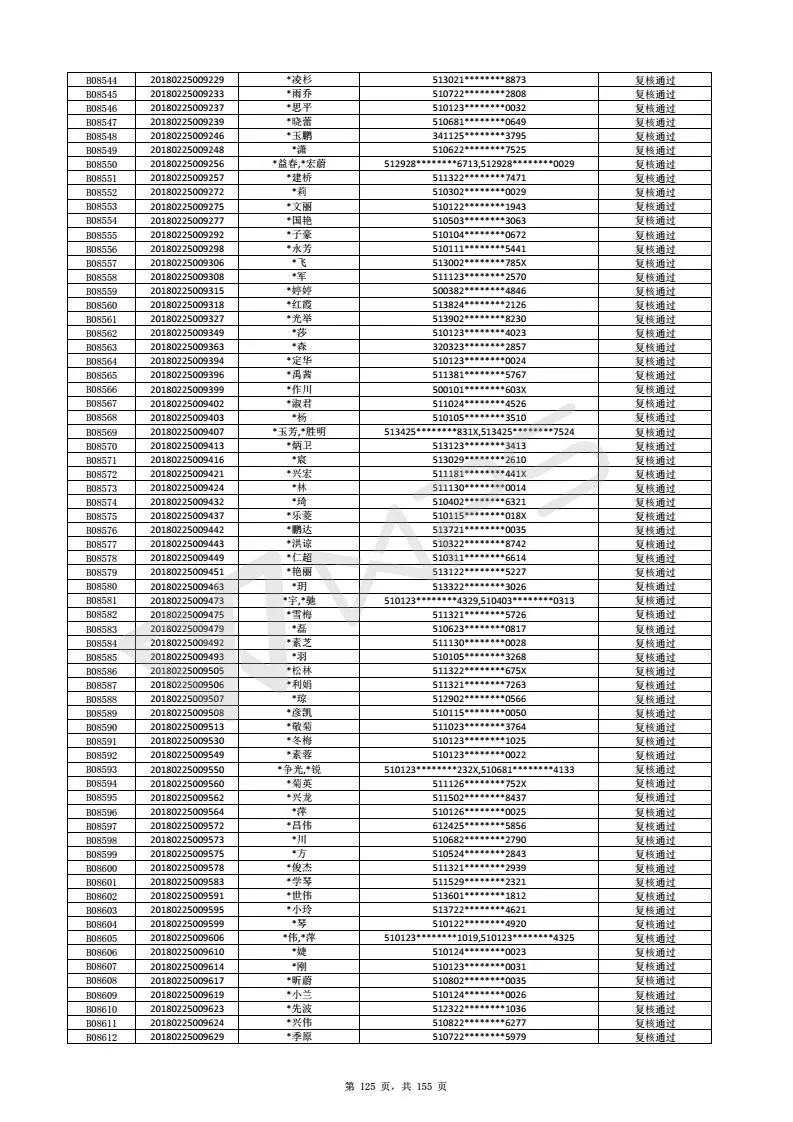 B08544 20180225009229 *凌杉 513021********8873 复核通过
B08545 20180225009233 *雨乔 510722********2808 复核通过
B08546 20180225009237 *思平 510123********0032 复核通过
B08547 20180225009239 *晓蕾 510681********0649 复核通过
B08548 20180225009246 *玉鹏 341125********3795 复核通过
B08549 20180225009248 *潇 510622********7525 复核通过
B08550 20180225009256 *益春,*宏蔚 512928********6713,512928********0029 复核通过
B08551 20180225009257 *建桥 511322********7471 复核通过
B08552 20180225009272 *莉 510302********0029 复核通过
B08553 20180225009275 *文丽 510122********1943 复核通过
B08554 20180225009277 *国艳 510503********3063 复核通过
B08555 20180225009292 *子豪 510104********0672 复核通过
B08556 20180225009298 *永芳 510111********5441 复核通过
B08557 20180225009306 *飞 513002********785X 复核通过
B08558 20180225009308 *军 511123********2570 复核通过
B08559 20180225009315 *婷婷 500382********4846 复核通过
B08560 20180225009318 *红霞 513824********2126 复核通过
B08561 20180225009327 *光举 513902********8230 复核通过
B08562 20180225009349 *莎 510123********4023 复核通过
B08563 20180225009363 *森 320323********2857 复核通过
B08564 20180225009394 *定华 510123********0024 复核通过
B08565 20180225009396 *禹茜 511381********5767 复核通过
B08566 20180225009399 *作川 500101********603X 复核通过
B08567 20180225009402 *淑君 511024********4526 复核通过
B08568 20180225009403 *杨 510105********3510 复核通过
B08569 20180225009407 *玉芳,*胜明 513425********831X,513425********7524 复核通过
B08570 20180225009413 *炳卫 513123********3413 复核通过
B08571 20180225009416 *宸 513029********2610 复核通过
B08572 20180225009421 *兴宏 511181********441X 复核通过
B08573 20180225009424 *林 511130********0014 复核通过
B08574 20180225009432 *琦 510402********6321 复核通过
B08575 20180225009437 *乐菱 510115********018X 复核通过
B08576 20180225009442 *鹏达 513721********0035 复核通过
B08577 20180225009443 *洪谅 510322********8742 复核通过
B08578 20180225009449 *仁超 510311********6614 复核通过
B08579 20180225009451 *艳丽 513122********5227 复核通过
B08580 20180225009463 *玥 513322********3026 复核通过
B08581 20180225009473 *宇,*驰 510123********4329,510403********0313 复核通过
B08582 20180225009475 *雪梅 511321********5726 复核通过
B08583 20180225009479 *磊 510623********0817 复核通过
B08584 20180225009492 *素芝 511130********0028 复核通过
B08585 20180225009493 *羽 510105********3268 复核通过
B08586 20180225009505 *松林 511322********675X 复核通过
B08587 20180225009506 *利娟 511321********7263 复核通过
B08588 20180225009507 *琼 512902********0566 复核通过
B08589 20180225009508 *彦凯 510115********0050 复核通过
B08590 20180225009513 *敬菊 511023********3764 复核通过
B08591 20180225009530 *冬梅 510123********1025 复核通过
B08592 20180225009549 *素蓉 510123********0022 复核通过
B08593 20180225009550 *争光,*锐 510123********232X,510681********4133 复核通过
B08594 20180225009560 *菊英 511126********752X 复核通过
B08595 20180225009562 *兴龙 511502********8437 复核通过
B08596 20180225009564 *萍 510126********0025 复核通过
B08597 20180225009572 *昌伟 612425********5856 复核通过
B08598 20180225009573 *川 510682********2790 复核通过
B08599 20180225009575 *方 510524********2843 复核通过
B08600 20180225009578 *俊杰 511321********2939 复核通过
B08601 20180225009583 *学琴 511529********2321 复核通过
B08602 20180225009591 *世伟 513601********1812 复核通过
B08603 20180225009595 *小玲 513722********4621 复核通过
B08604 20180225009599 *琴 510122********4920 复核通过
B08605 20180225009606 *伟,*萍 510123********1019,510123********4325 复核通过
B08606 20180225009610 *婕 510124********0023 复核通过
B08607 20180225009614 *刚 510123********0031 复核通过
B08608 20180225009617 *昕蔚 510802********0035 复核通过
B08609 20180225009619 *小兰 510124********0026 复核通过
B08610 20180225009623 *先波 512322********1036 复核通过
B08611 20180225009624 *兴伟 510822********6277 复核通过
B08612 20180225009629 *季原 510722********5979 复核通过
第 125 页，共 155 页